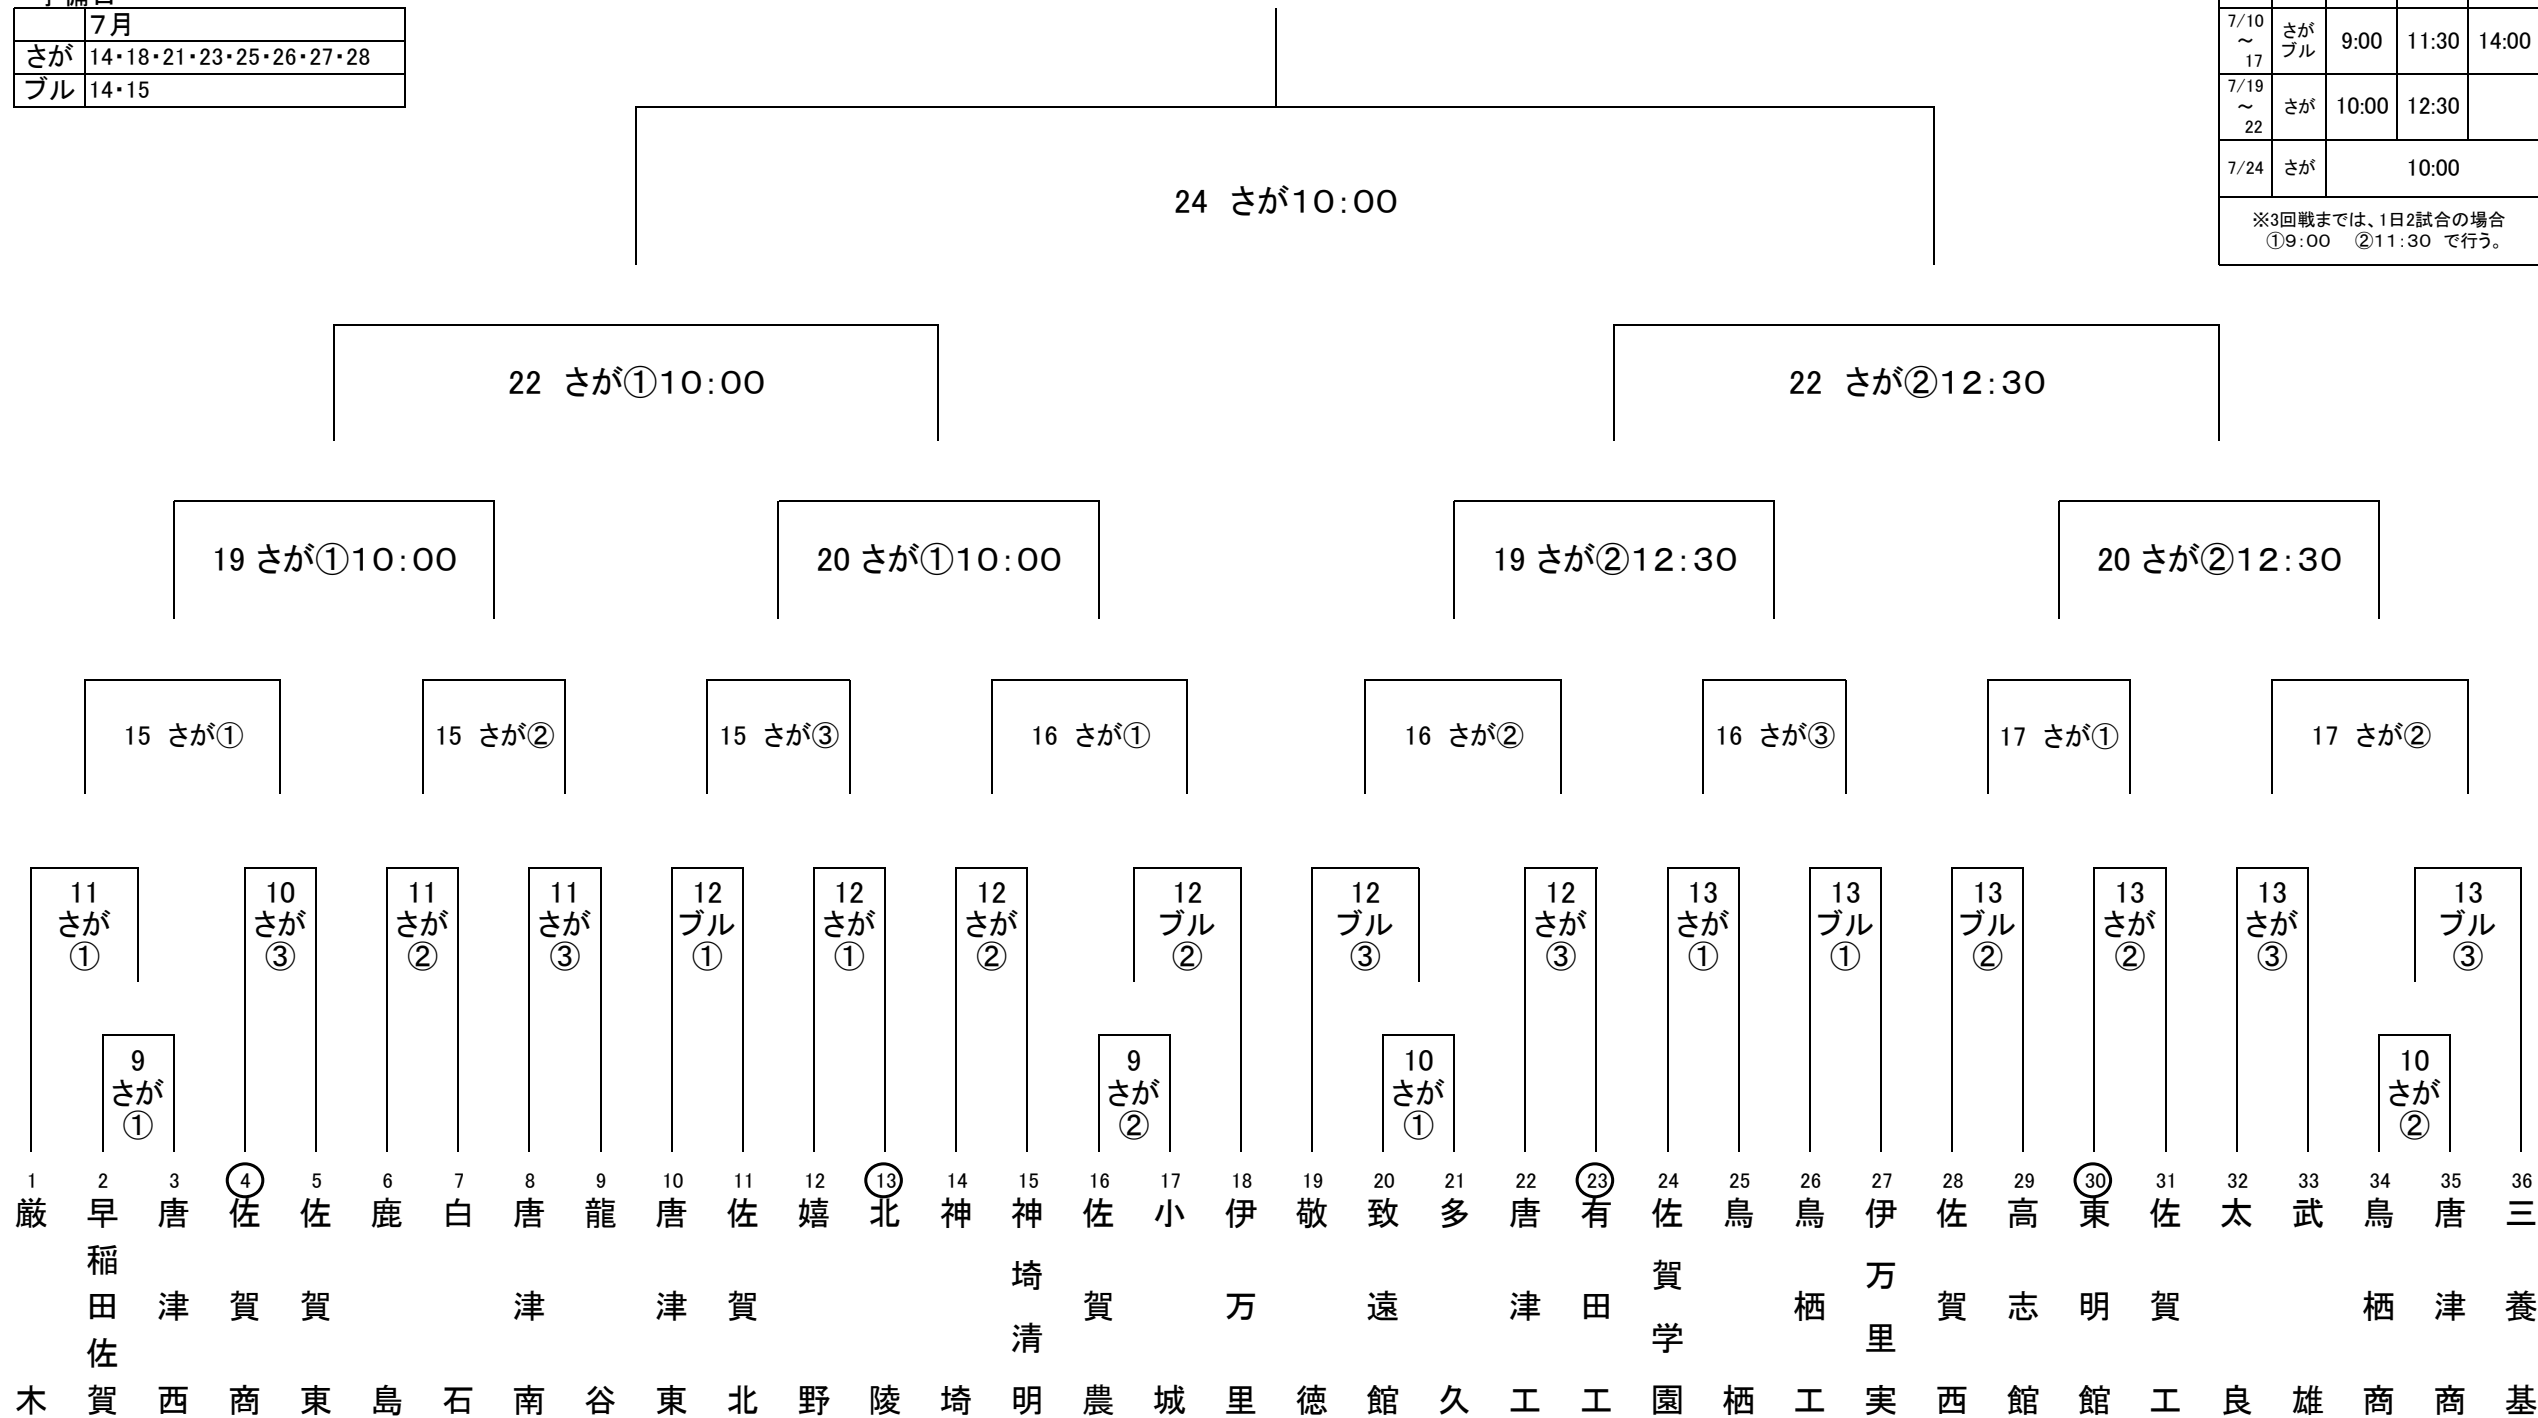 7月
さが 14・18・21・23・25・26・27・28
ブル 14・15
7/10～17 さがブル 9:00 11:30 14:00
7/19～22 さが 10:00 12:30
7/24 さが 10:00
※3回戦までは、1日2試合の場合
①9:00 ②11:30 で行う。
24 さが10:00
22 さが①10:00
22 さが②12:30
19 さが①10:00
20 さが①10:00
19 さが②12:30
20 さが②12:30
15 さが①
15 さが②
15 さが③
16 さが①
16 さが②
16 さが③
17 さが①
17 さが②
11 さが ①
10 さが ③
11 さが ②
11 さが ③
12 ブル ①
12 さが ①
12 さが ②
12 ブル ②
12 ブル ③
12 さが ③
13 さが ①
13 ブル ①
13 ブル ②
13 さが ②
13 さが ③
13 ブル ③
9 さが ①
9 さが ②
10 さが ①
10 さが ②
1 厳木
2 早稲田佐賀
3 唐津西
4 佐賀商
5 佐賀東
6 鹿島
7 白石
8 唐津南
9 龍谷
10 唐津東
11 佐賀北
12 嬉野
13 北陵
14 神埼
15 神埼清明
16 佐賀農
17 小城
18 伊万里
19 敬徳
20 致遠館
21 多久
22 唐津工
23 有田工
24 佐賀学園
25 鳥栖
26 鳥栖工
27 伊万里実
28 佐賀西
29 高志館
30 東明館
31 佐賀工
32 太良
33 武雄
34 鳥栖商
35 唐津商
36 三養基